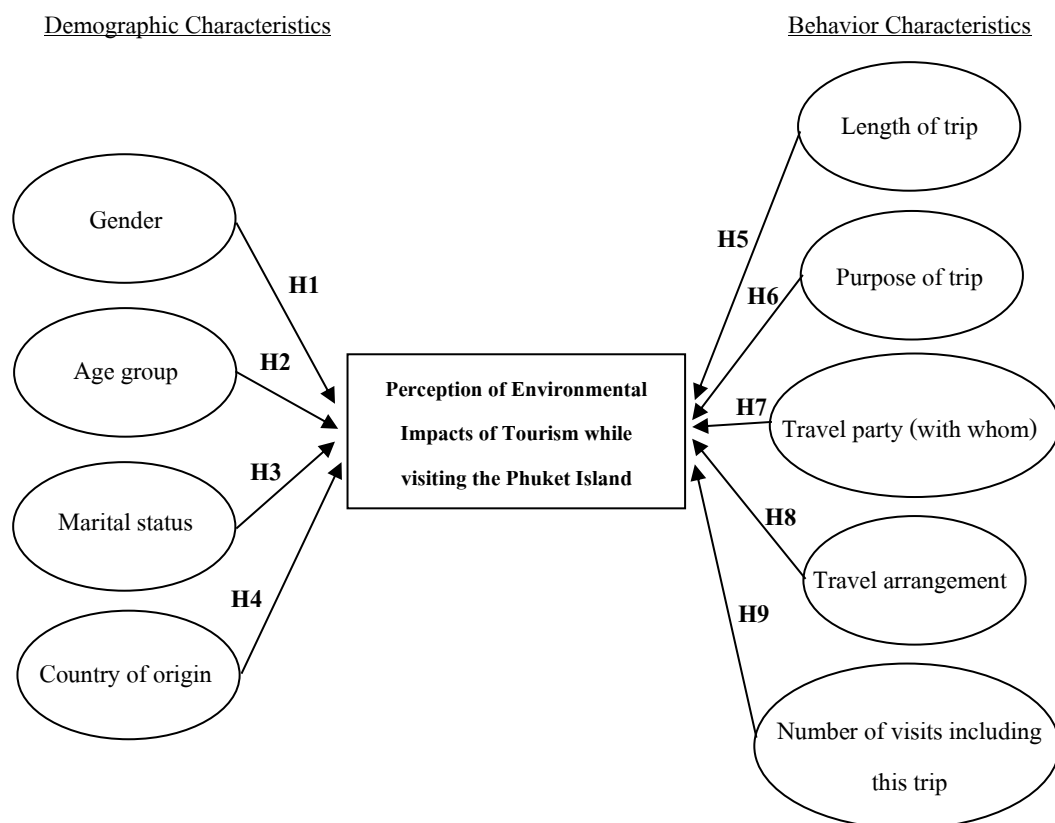 Demographic Characteristics
Behavior Characteristics
Length of trip
Gender
H5
Purpose of trip
H1
H6
Age group
H2
Perception of Environmental
Impacts of Tourism while
visiting the Phuket Island
H7
Travel party (with whom)
H3
Marital status
H8
Travel arrangement
H4
H9
Country of origin
Number of visits including
this trip